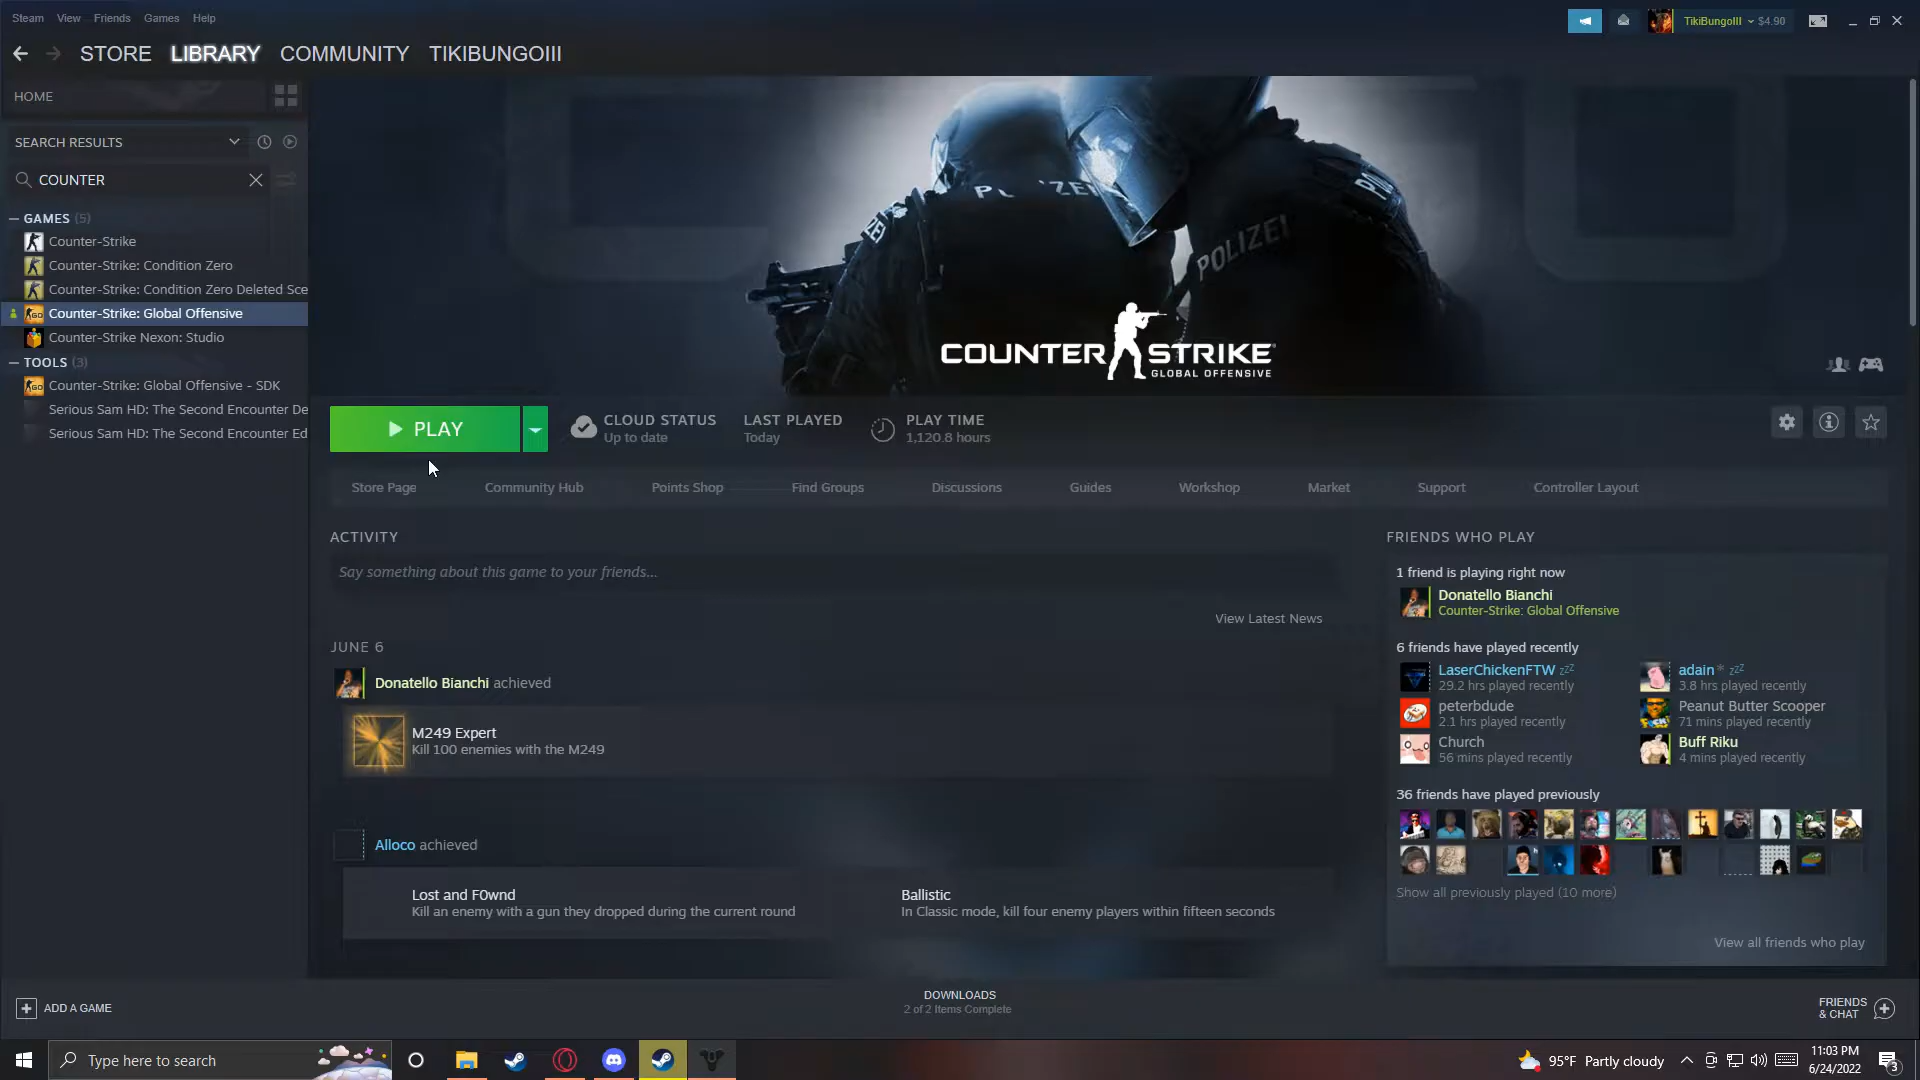 Steam View Friends Games Help
TikiBungoIII $4.90
STORE LIBRARY COMMUNITY TIKIBUNGOIII
HOME
SEARCH RESULTS
COUNTER
GAMES (5)
Counter-Strike
Counter-Strike: Condition Zero
Counter-Strike: Condition Zero Deleted Sce
Counter-Strike: Global Offensive
Counter-Strike Nexon: Studio
TOOLS (3)
Counter-Strike: Global Offensive - SDK
Serious Sam HD: The Second Encounter De
Serious Sam HD: The Second Encounter Ed
POLIZEI
POLIZEI
COUNTER STRIKE
GLOBAL OFFENSIVE
PLAY
CLOUD STATUS
Up to date
LAST PLAYED
Today
PLAY TIME
1,120.8 hours
Store Page Community Hub Points Shop Find Groups Discussions Guides Workshop Market Support Controller Layout
ACTIVITY
Say something about this game to your friends...
View Latest News
JUNE 6
Donatello Bianchi achieved
M249 Expert
Kill 100 enemies with the M249
Alloco achieved
Lost and F0wnd
Kill an enemy with a gun they dropped during the current round
Ballistic
In Classic mode, kill four enemy players within fifteen seconds
FRIENDS WHO PLAY
1 friend is playing right now
Donatello Bianchi
Counter-Strike: Global Offensive
6 friends have played recently
LaserChickenFTW zzZ
29.2 hrs played recently
adain * zzZ
3.8 hrs played recently
peterbdude
2.1 hrs played recently
Peanut Butter Scooper
71 mins played recently
Church
56 mins played recently
Buff Riku
4 mins played recently
36 friends have played previously
Show all previously played (10 more)
View all friends who play
ADD A GAME
DOWNLOADS
2 of 2 Items Complete
FRIENDS
& CHAT
Type here to search
95°F Partly cloudy
11:03 PM
6/24/2022
3